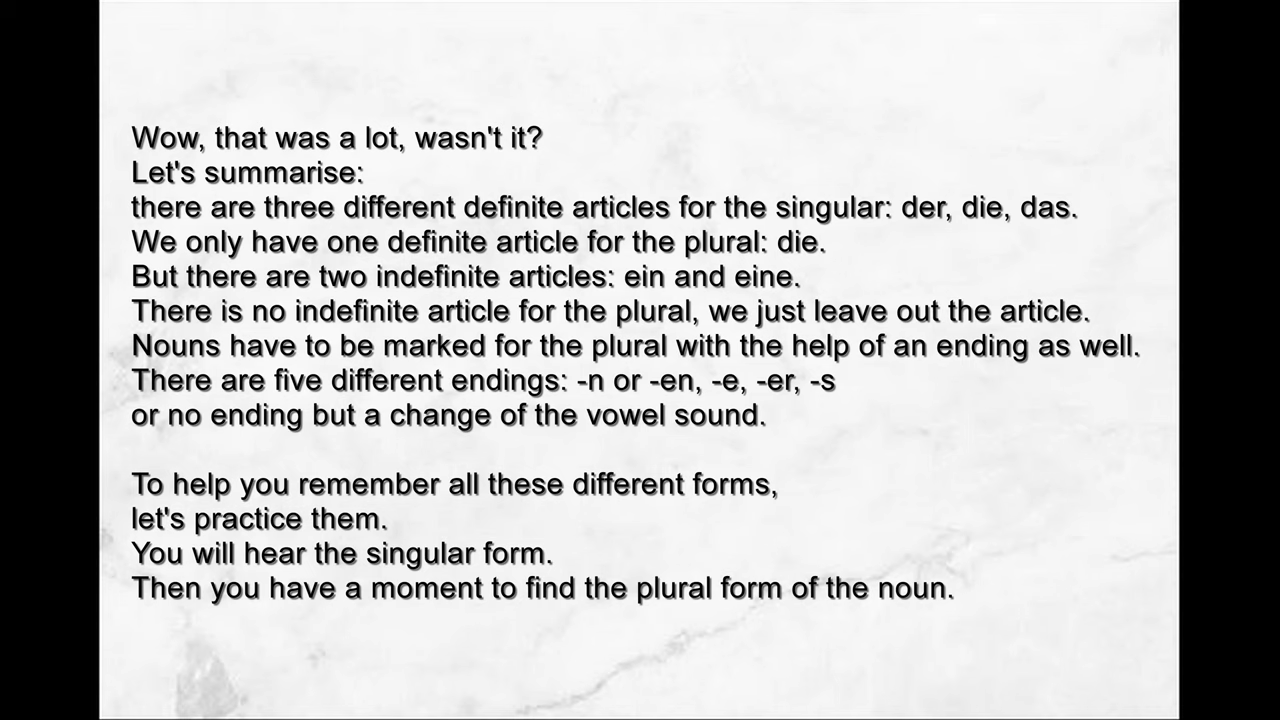 Wow, that was a lot, wasn't it?
Let's summarise:
there are three different definite articles for the singular: der, die, das.
We only have one definite article for the plural: die.
But there are two indefinite articles: ein and eine.
There is no indefinite article for the plural, we just leave out the article.
Nouns have to be marked for the plural with the help of an ending as well.
There are five different endings: -n or -en, -e, -er, -s
or no ending but a change of the vowel sound.
To help you remember all these different forms,
let's practice them.
You will hear the singular form.
Then you have a moment to find the plural form of the noun.